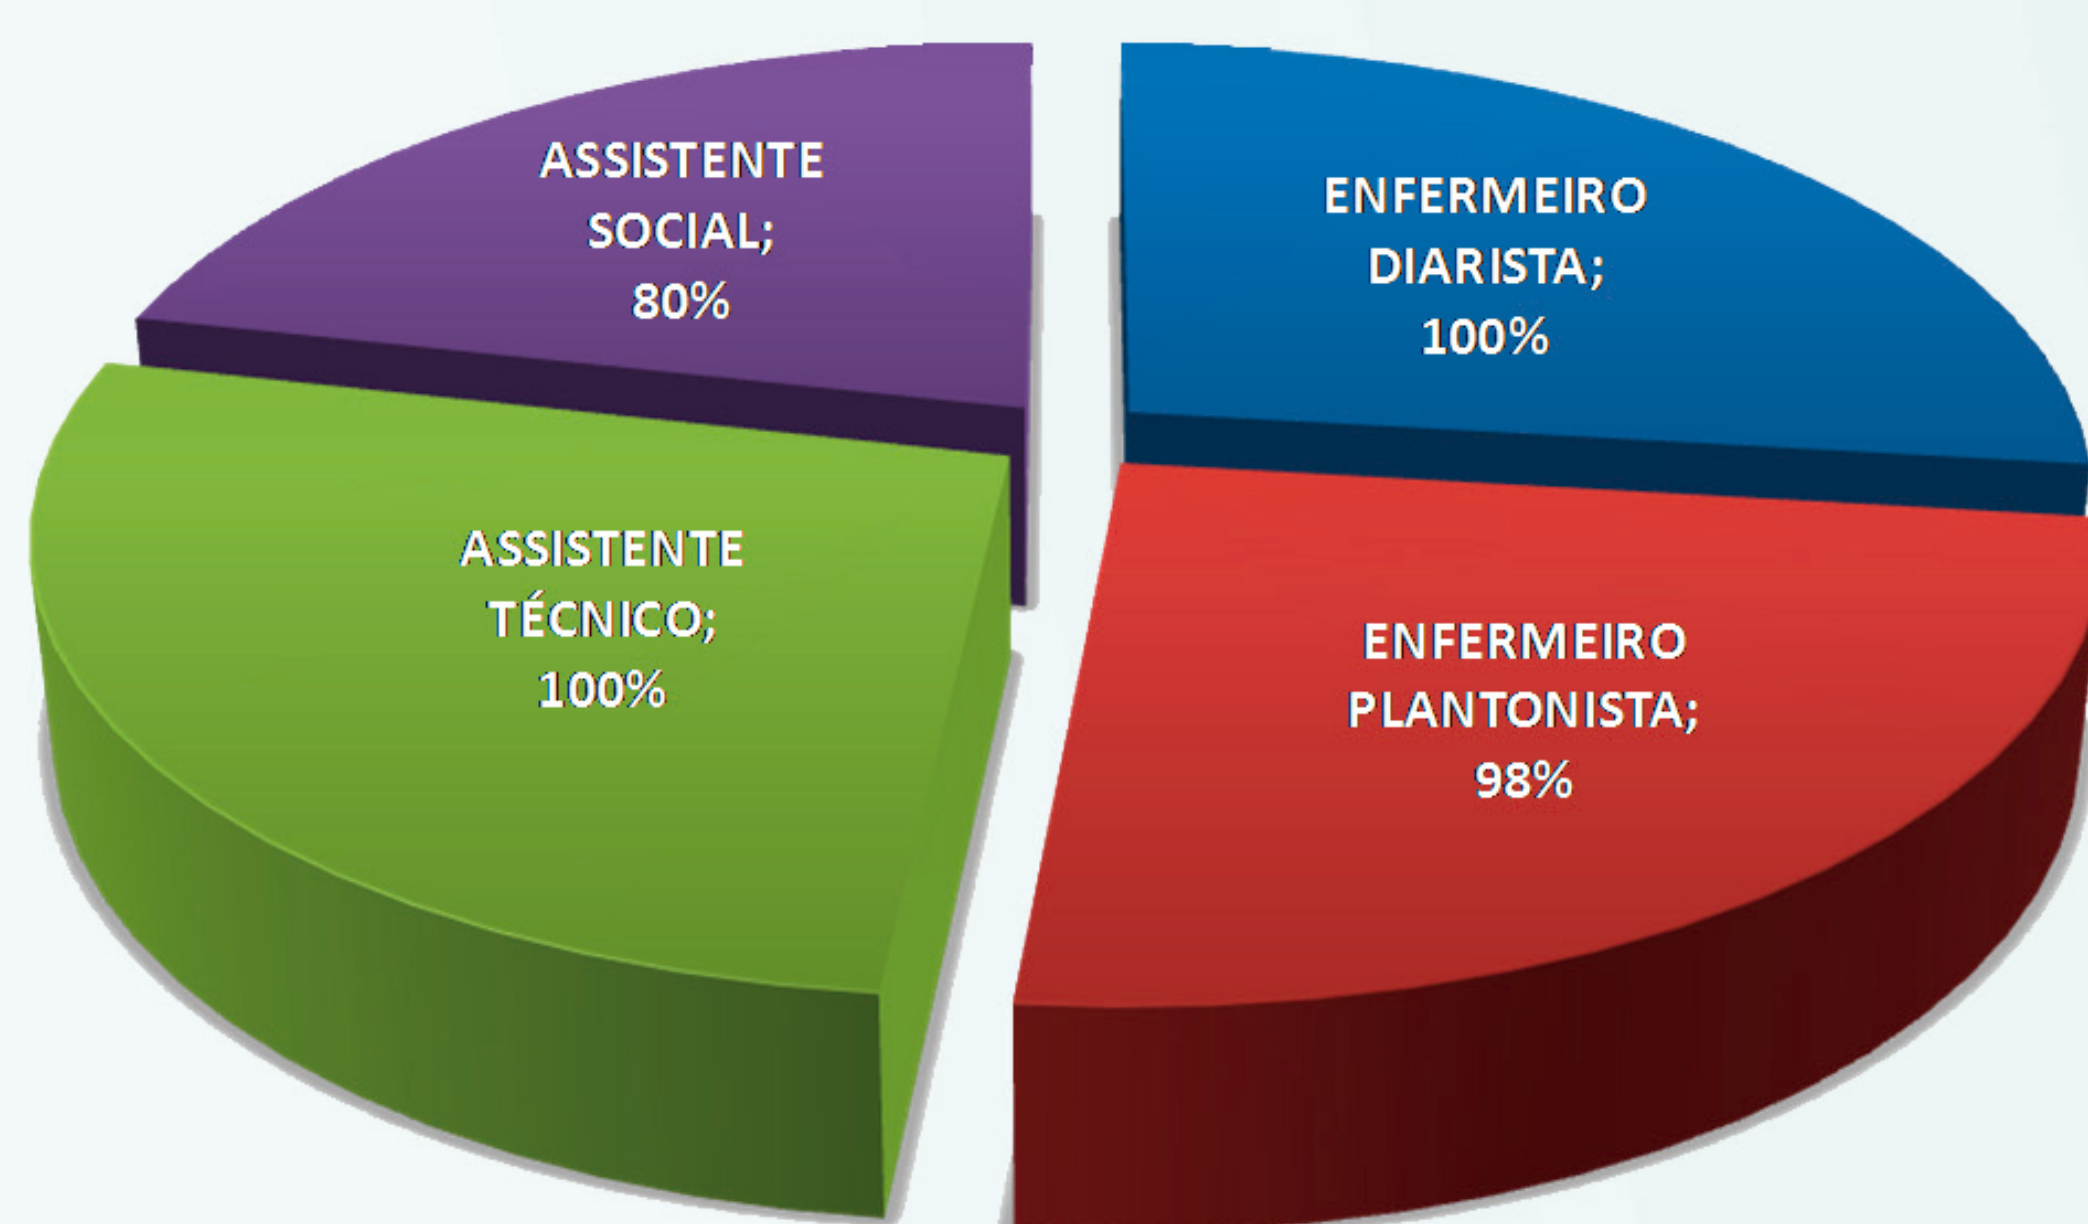 ASSISTENTE
SOCIAL;
80%
ENFERMEIRO
DIARISTA;
100%
ASSISTENTE
TÉCNICO;
100%
ENFERMEIRO
PLANTONISTA;
98%